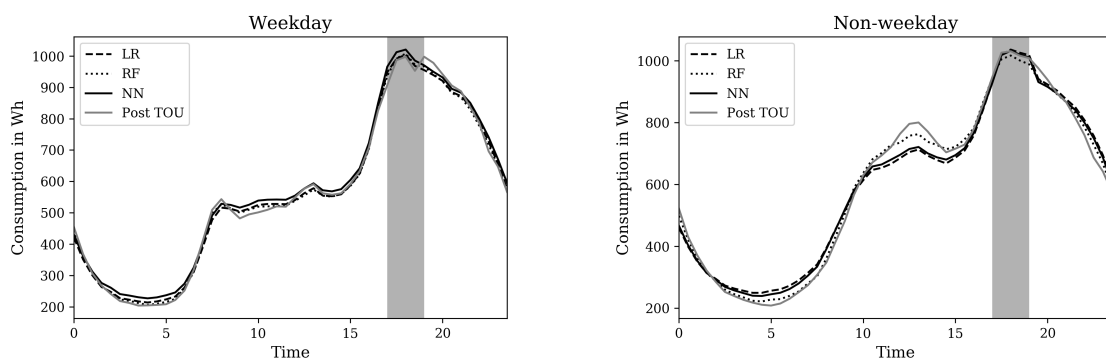 Weekday
1000
900
800
700
600
500
400
300
200
Consumption in Wh
LR
RF
NN
Post TOU
0
5
10
15
20
Time
Non-weekday
1000
800
600
400
200
Consumption in Wh
LR
RF
NN
Post TOU
0
5
10
15
20
Time